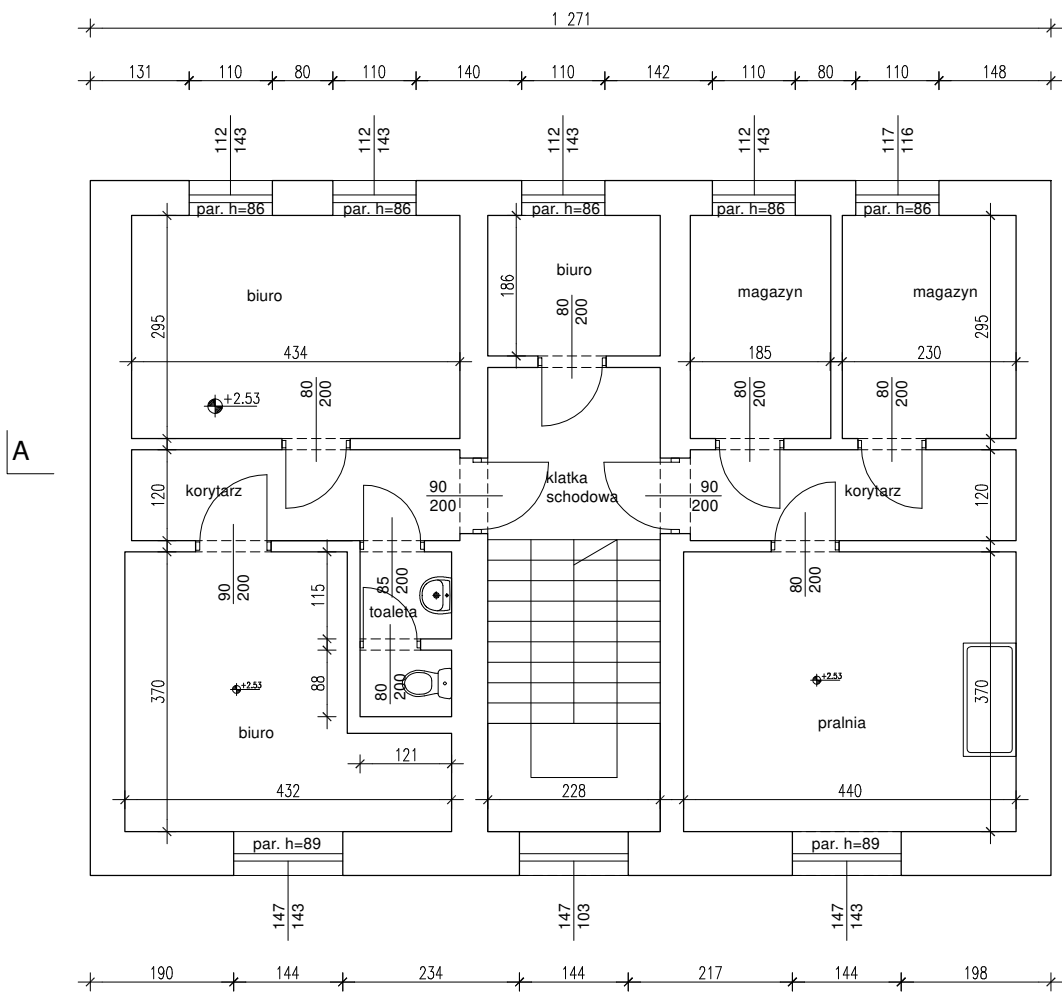 1 271
131 110 80 110 140 110 142 110 80 110 148
112
143
112
143
112
143
112
143
117
116
par. h=86
par. h=86
par. h=86
par. h=86
par. h=86
biuro
295
434
+2.53
80
200
biuro
186
80
200
magazyn
185
80
200
magazyn
295
230
80
200
A
korytarz
120
90
200
klatka
schodowa
90
200
korytarz
120
90
200
85
200
80
200
115
toaleta
88
80
200
121
370
+2.53
biuro
432
228
+2.53
pralnia
370
440
par. h=89
par. h=89
147
143
147
103
147
143
190 144 234 144 217 144 198